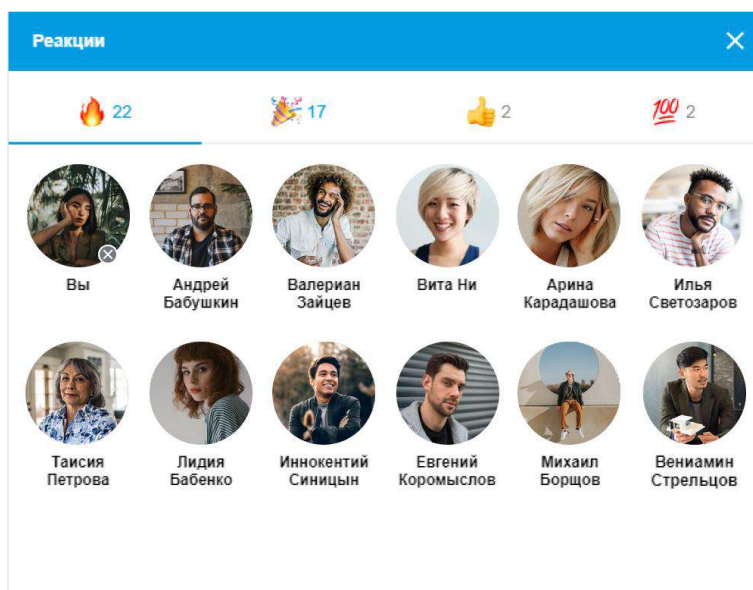 Реакции
22
17
2
100 2
Вы
Андрей
Бабушкин
Валериан
Зайцев
Вита Ни
Арина
Карадашова
Илья
Светозаров
Таисия
Петрова
Лидия
Бабенко
Иннокентий
Синицын
Евгений
Коромыслов
Михаил
Борщов
Вениамин
Стрельцов